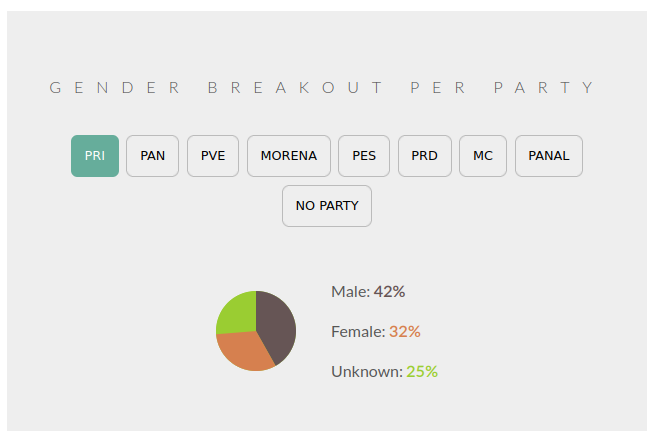 GENDER BREAKOUT PER PARTY
PRI PAN PVE MORENA PES PRD MC PANAL
NO PARTY
Male: 42%
Female: 32%
Unknown: 25%